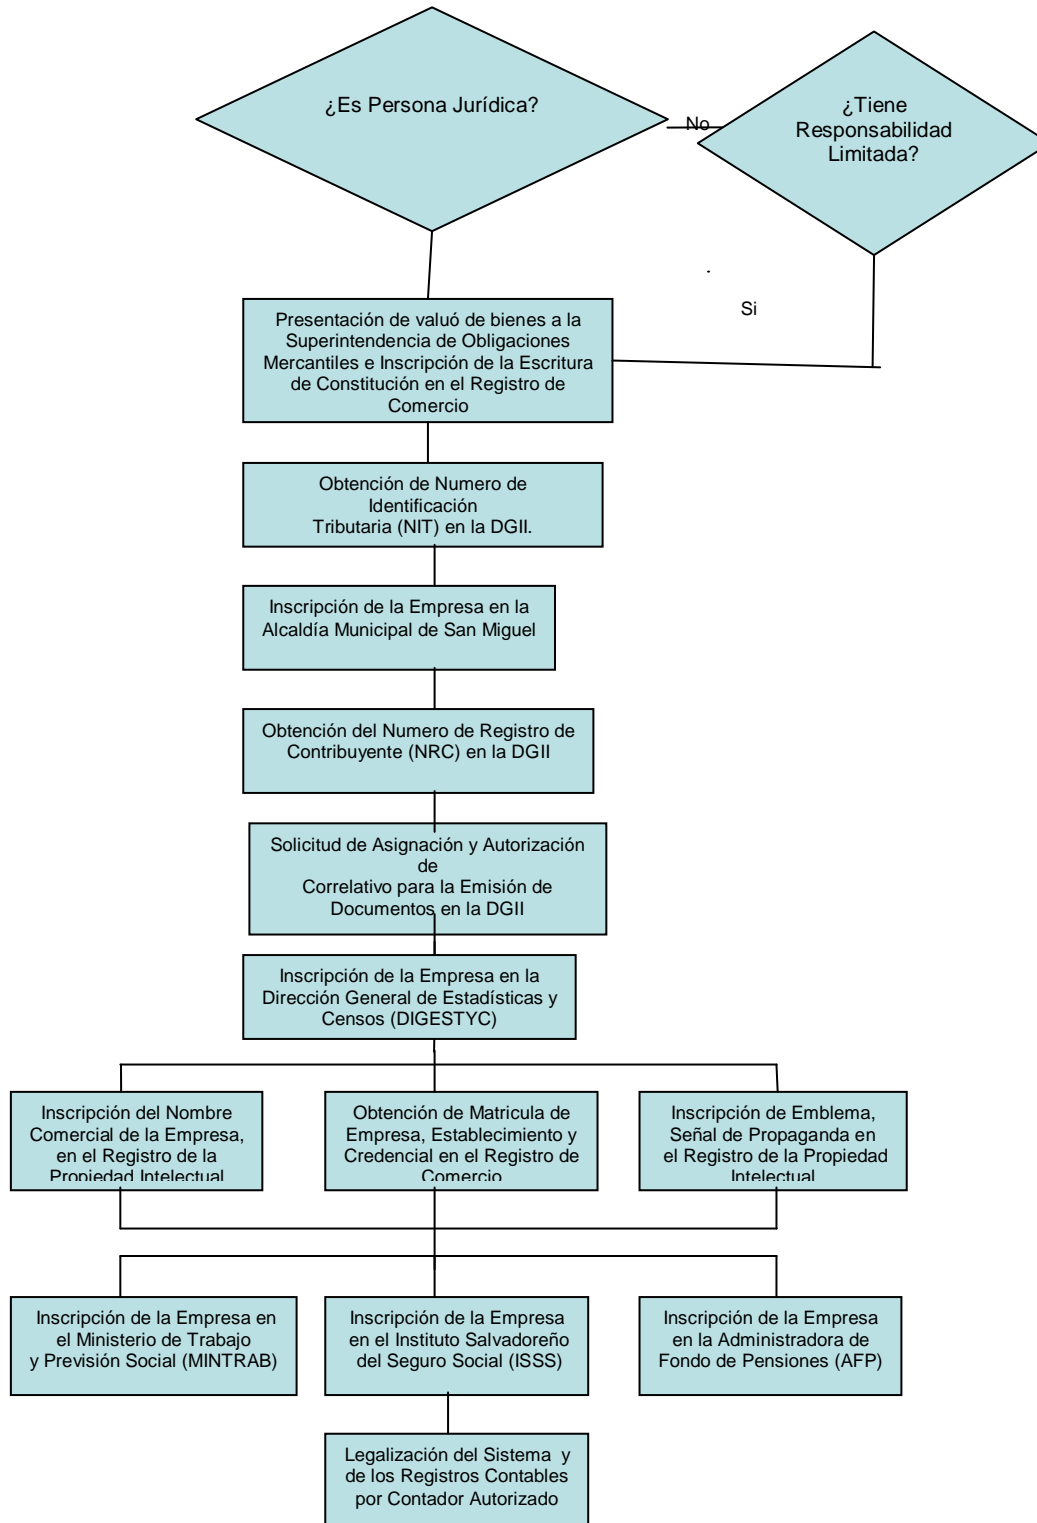 ¿Es Persona Jurídica?
No
¿Tiene
Responsabilidad
Limitada?
Si
Presentación de valuó de bienes a la
Superintendencia de Obligaciones
Mercantiles e Inscripción de la Escritura
de Constitución en el Registro de
Comercio
Obtención de Numero de
Identificación
Tributaria (NIT) en la DGII.
Inscripción de la Empresa en la
Alcaldía Municipal de San Miguel
Obtención del Numero de Registro de
Contribuyente (NRC) en la DGII
Solicitud de Asignación y Autorización
de
Correlativo para la Emisión de
Documentos en la DGII
Inscripción de la Empresa en la
Dirección General de Estadísticas y
Censos (DIGESTYC)
Inscripción del Nombre
Comercial de la Empresa,
en el Registro de la
Propiedad Intelectual
Obtención de Matricula de
Empresa, Establecimiento y
Credencial en el Registro de
Comercio
Inscripción de Emblema,
Señal de Propaganda en
el Registro de la Propiedad
Intelectual
Inscripción de la Empresa en
el Ministerio de Trabajo
y Previsión Social (MINTRAB)
Inscripción de la Empresa
en el Instituto Salvadoreño
del Seguro Social (ISSS)
Inscripción de la Empresa
en la Administradora de
Fondo de Pensiones (AFP)
Legalización del Sistema y
de los Registros Contables
por Contador Autorizado